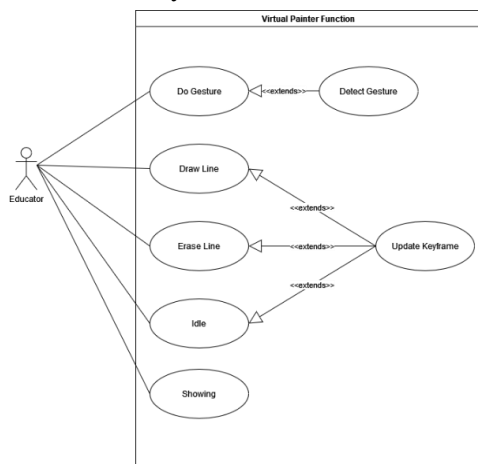 Virtual Painter Function
Do Gesture
<<extends>>
Detect Gesture
Educator
Draw Line
<<extends>>
Erase Line
<<extends>>
Update Keyframe
<<extends>>
Idle
Showing